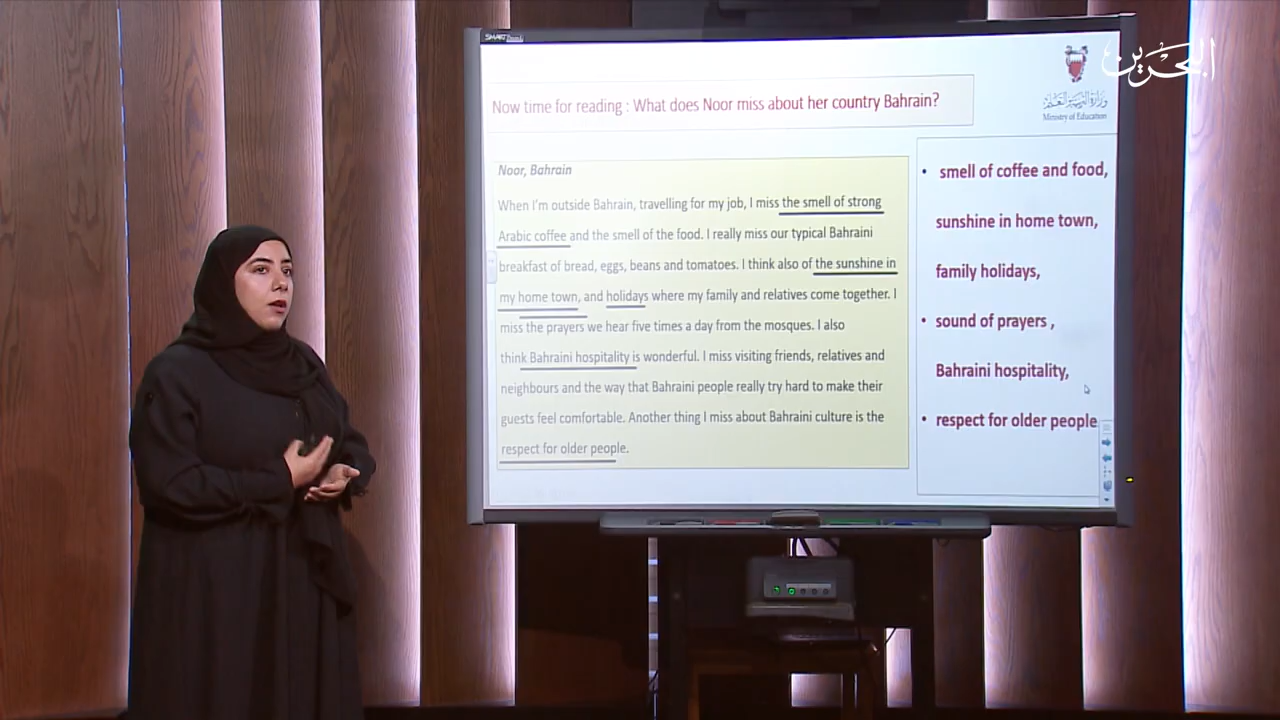 SMART
البحرين
وزارة التربية والتعليم
Ministry of Education
Now time for reading : What does Noor miss about her country Bahrain?
Noor, Bahrain
When I'm outside Bahrain, travelling for my job, I miss the smell of strong
Arabic coffee and the smell of the food. I really miss our typical Bahraini
breakfast of bread, eggs, beans and tomatoes. I think also of the sunshine in
my home town, and holidays where my family and relatives come together. I
miss the prayers we hear five times a day from the mosques. I also
think Bahraini hospitality is wonderful. I miss visiting friends, relatives and
neighbours and the way that Bahraini people really try hard to make their
guests feel comfortable. Another thing I miss about Bahraini culture is the
respect for older people.
• smell of coffee and food,
sunshine in home town,
family holidays,
• sound of prayers ,
Bahraini hospitality,
• respect for older people